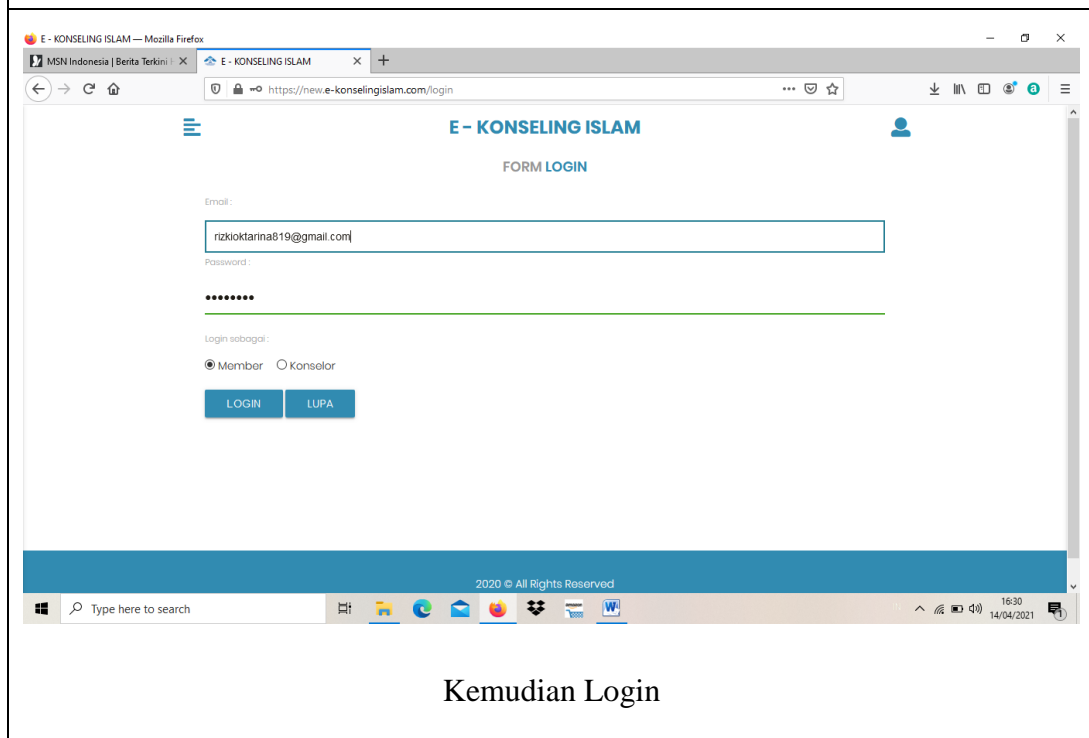 E - KONSELING ISLAM — Mozilla Firefox
MSN Indonesia | Berita Terkini
E - KONSELING ISLAM
https://new.e-konselingislam.com/login
E - KONSELING ISLAM
FORM LOGIN
Email :
rizkioktarina819@gmail.com
Password :
••••••••
Login sebagai :
Member Konselor
LOGIN LUPA
2020 © All Rights Reserved
Type here to search
16:30
14/04/2021
Kemudian Login